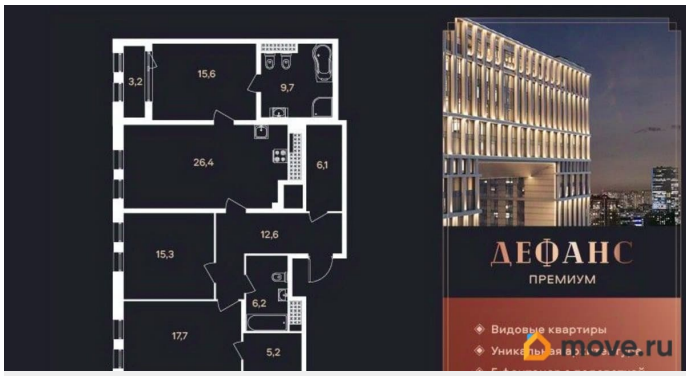 3,2
15,6
9,7
26,4
6,1
12,6
15,3
6,2
17,7
5,2
ДЕФАНС
ПРЕМИУМ
Видовые квартиры
Уникальная
move.ru